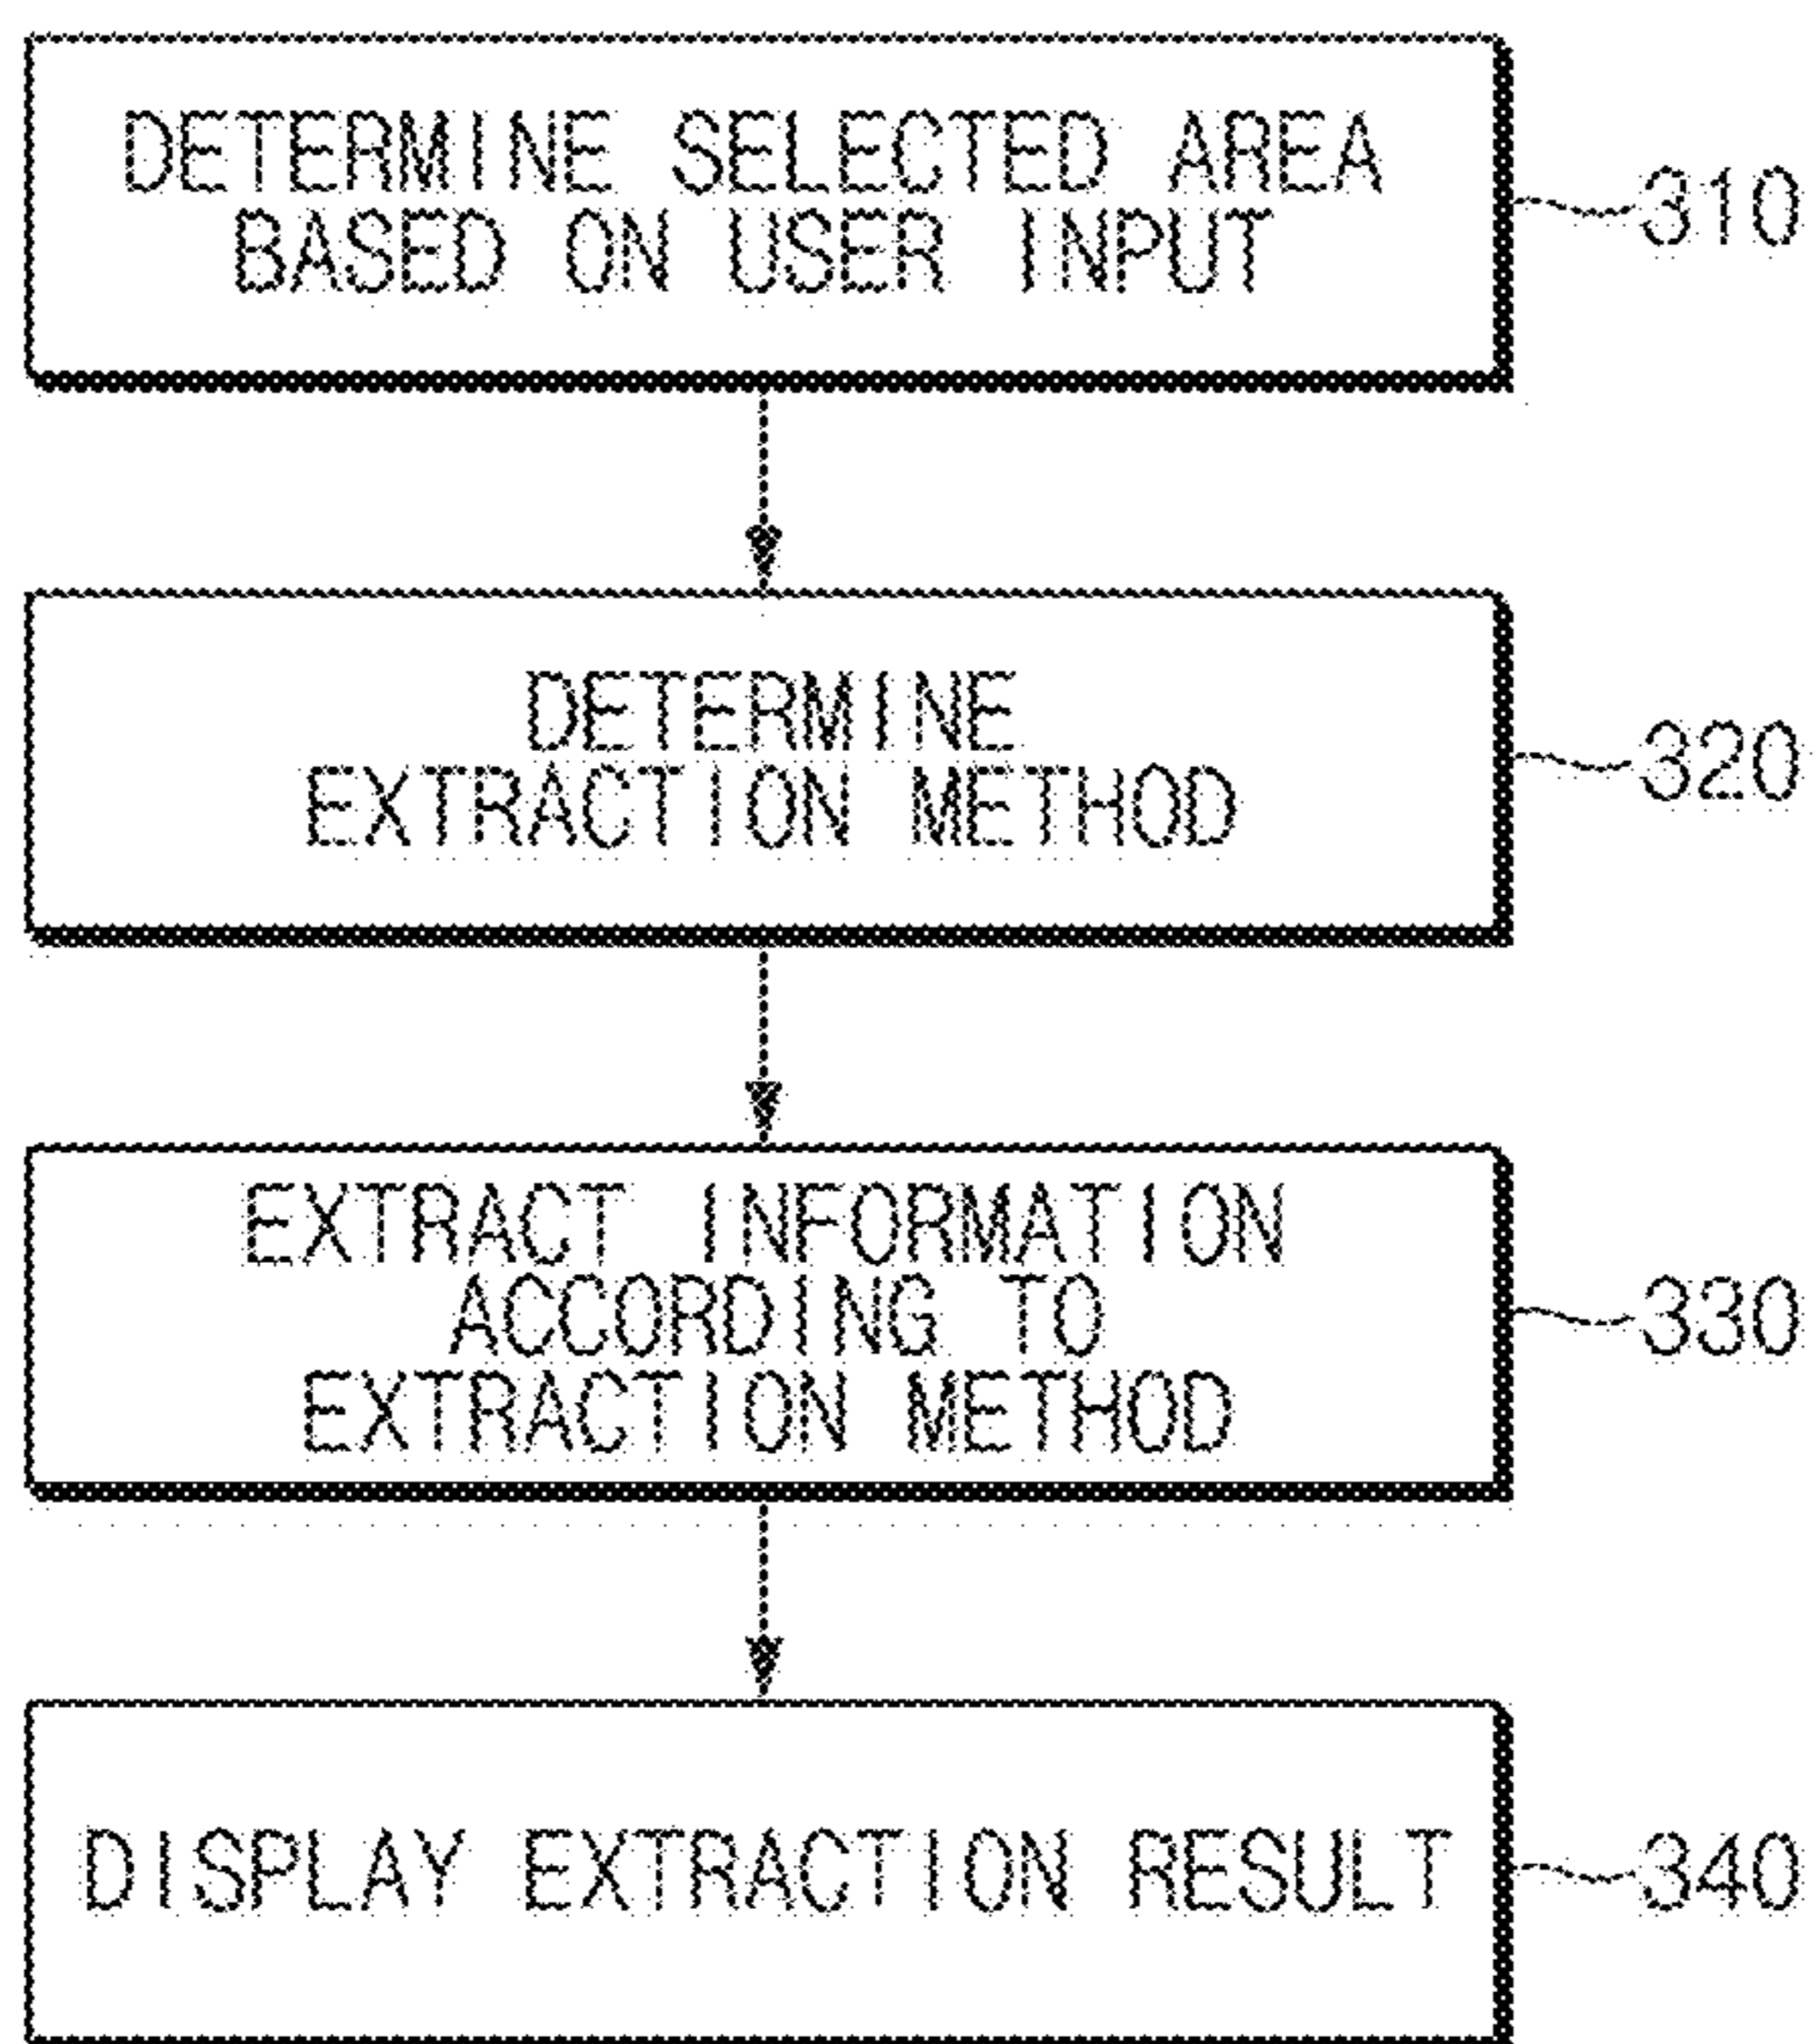 DETERMINE SELECTED AREA
BASED ON USER INPUT
310
DETERMINE
EXTRACTION METHOD
320
EXTRACT INFORMATION
ACCORDING TO
EXTRACTION METHOD
330
DISPLAY EXTRACTION RESULT
340